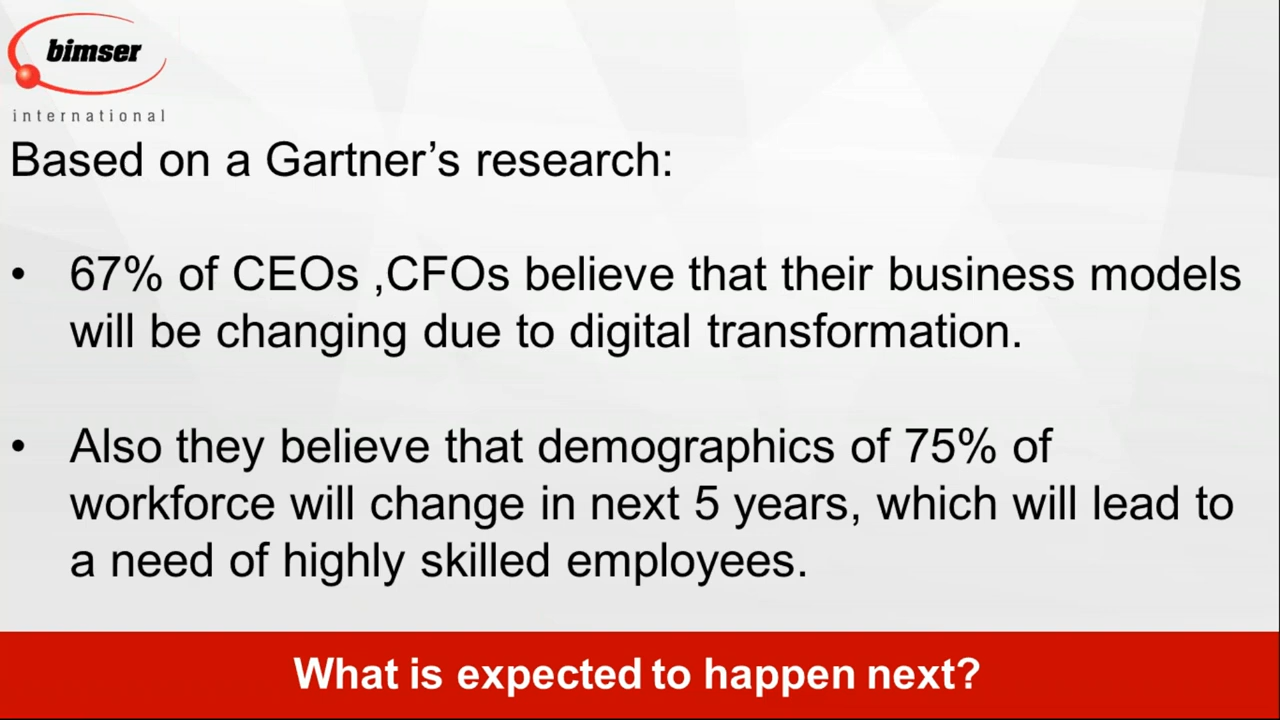 bimser
international
Based on a Gartner’s research:
• 67% of CEOs ,CFOs believe that their business models
will be changing due to digital transformation.
• Also they believe that demographics of 75% of
workforce will change in next 5 years, which will lead to
a need of highly skilled employees.
What is expected to happen next?